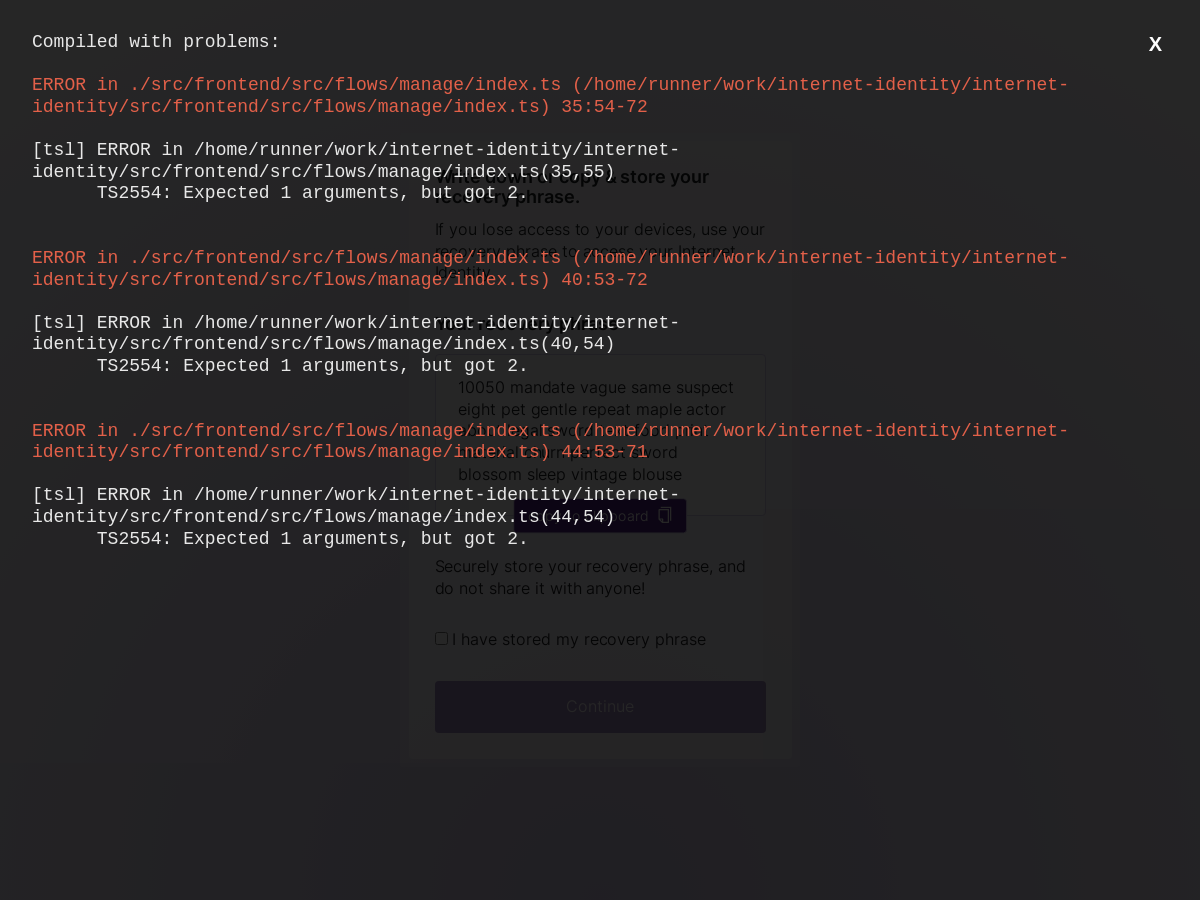 Compiled with problems:
X
ERROR in ./src/frontend/src/flows/manage/index.ts (/home/runner/work/internet-identity/internet-
identity/src/frontend/src/flows/manage/index.ts) 35:54-72
[tsl] ERROR in /home/runner/work/internet-identity/internet-
identity/src/frontend/src/flows/manage/index.ts(35,55)
TS2554: Expected 1 arguments, but got 2.
ERROR in ./src/frontend/src/flows/manage/index.ts (/home/runner/work/internet-identity/internet-
identity/src/frontend/src/flows/manage/index.ts) 40:53-72
[tsl] ERROR in /home/runner/work/internet-identity/internet-
identity/src/frontend/src/flows/manage/index.ts(40,54)
TS2554: Expected 1 arguments, but got 2.
ERROR in ./src/frontend/src/flows/manage/index.ts (/home/runner/work/internet-identity/internet-
identity/src/frontend/src/flows/manage/index.ts) 44:53-71
[tsl] ERROR in /home/runner/work/internet-identity/internet-
identity/src/frontend/src/flows/manage/index.ts(44,54)
TS2554: Expected 1 arguments, but got 2.
Write down or copy & store your
recovery phrase.
If you lose access to your devices, use your
recovery phrase to access your Internet
Identity.
Your recovery phrase
10050 mandate vague same suspect
eight pet gentle repeat maple actor
sword
blossom sleep vintage blouse
Securely store your recovery phrase, and
do not share it with anyone!
I have stored my recovery phrase
Continue